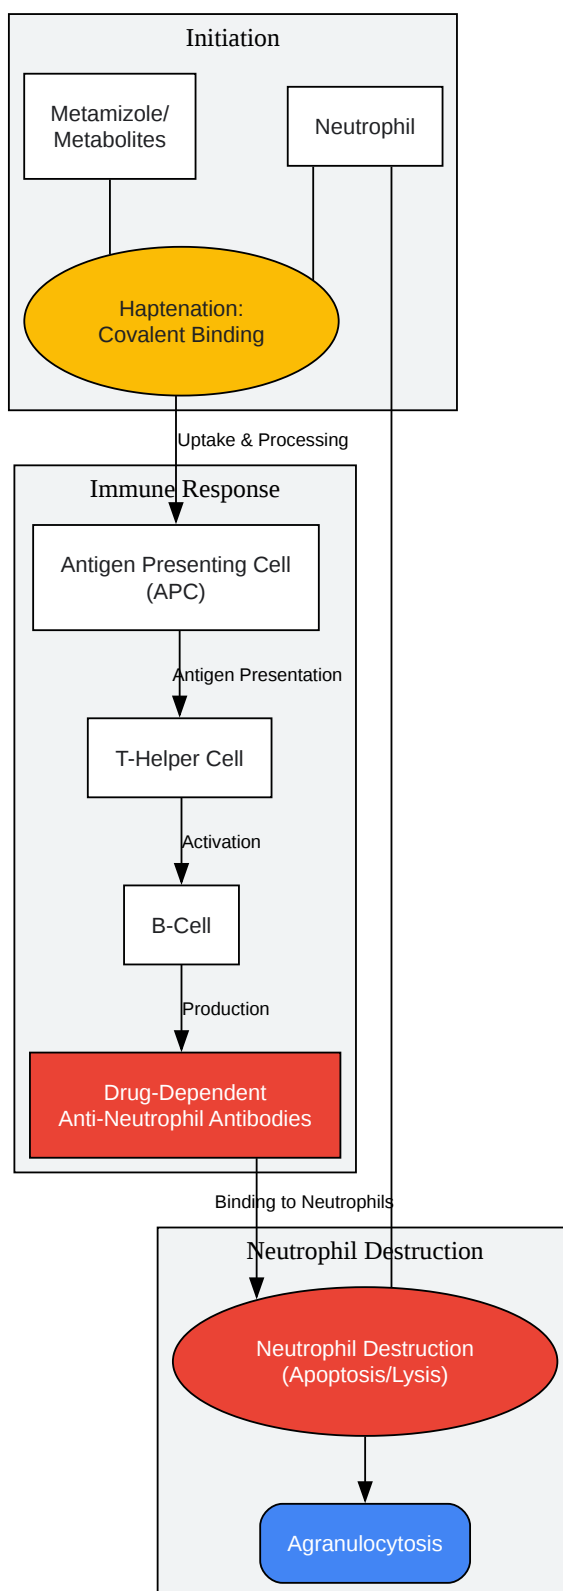 Initiation
Metamizole/
Metabolites
Neutrophil
Haptenation:
Covalent Binding
Uptake & Processing
Immune Response
Antigen Presenting Cell
(APC)
Antigen Presentation
T-Helper Cell
Activation
B-Cell
Production
Drug-Dependent
Anti-Neutrophil Antibodies
Binding to Neutrophils
Neutrophil Destruction
Neutrophil Destruction
(Apoptosis/Lysis)
Agranulocytosis